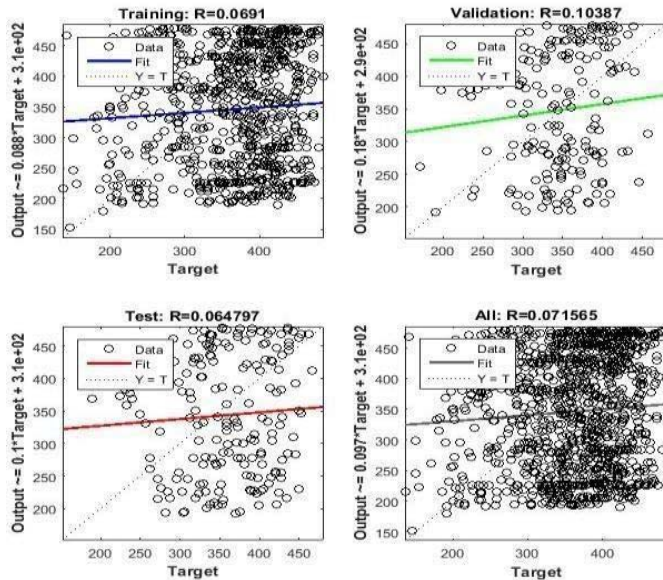 Training: R=0.0691
Output ~= 0.088*Target + 3.1e+02
450
400
350
300
250
200
150
Data
Fit
Y = T
200
300
400
Target
Validation: R=0.10387
Output ~= 0.18*Target + 2.9e+02
450
400
350
300
250
200
Data
Fit
Y = T
200
250
300
350
400
450
Target
Test: R=0.064797
Output ~= 0.1*Target + 3.1e+02
450
400
350
300
250
200
Data
Fit
Y = T
200
250
300
350
400
450
Target
All: R=0.071565
Output ~= 0.097*Target + 3.1e+02
450
400
350
300
250
200
150
Data
Fit
Y = T
200
300
400
Target